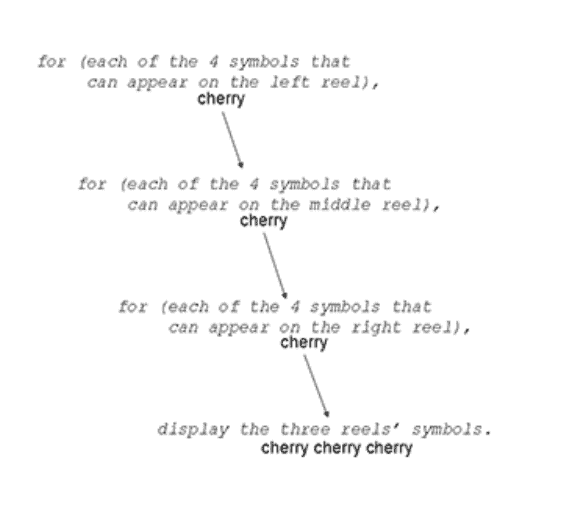 for (each of the 4 symbols that
can appear on the left reel),
cherry
for (each of the 4 symbols that
can appear on the middle reel),
cherry
for (each of the 4 symbols that
can appear on the right reel),
cherry
display the three reels’ symbols.
cherry cherry cherry